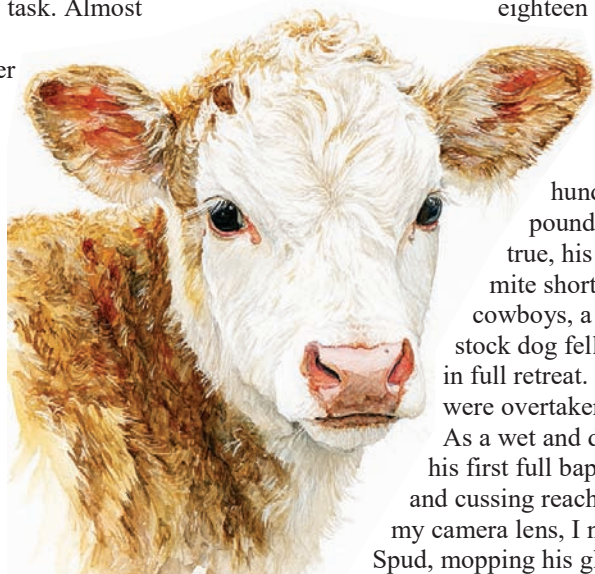 task. Almost eighteen
er
hund
pound
true, his
mite short
cowboys, a
stock dog fell
in full retreat.
were overtaken
As a wet and d
his first full bap
and cussing reach
my camera lens, I n
Spud, mopping his gl